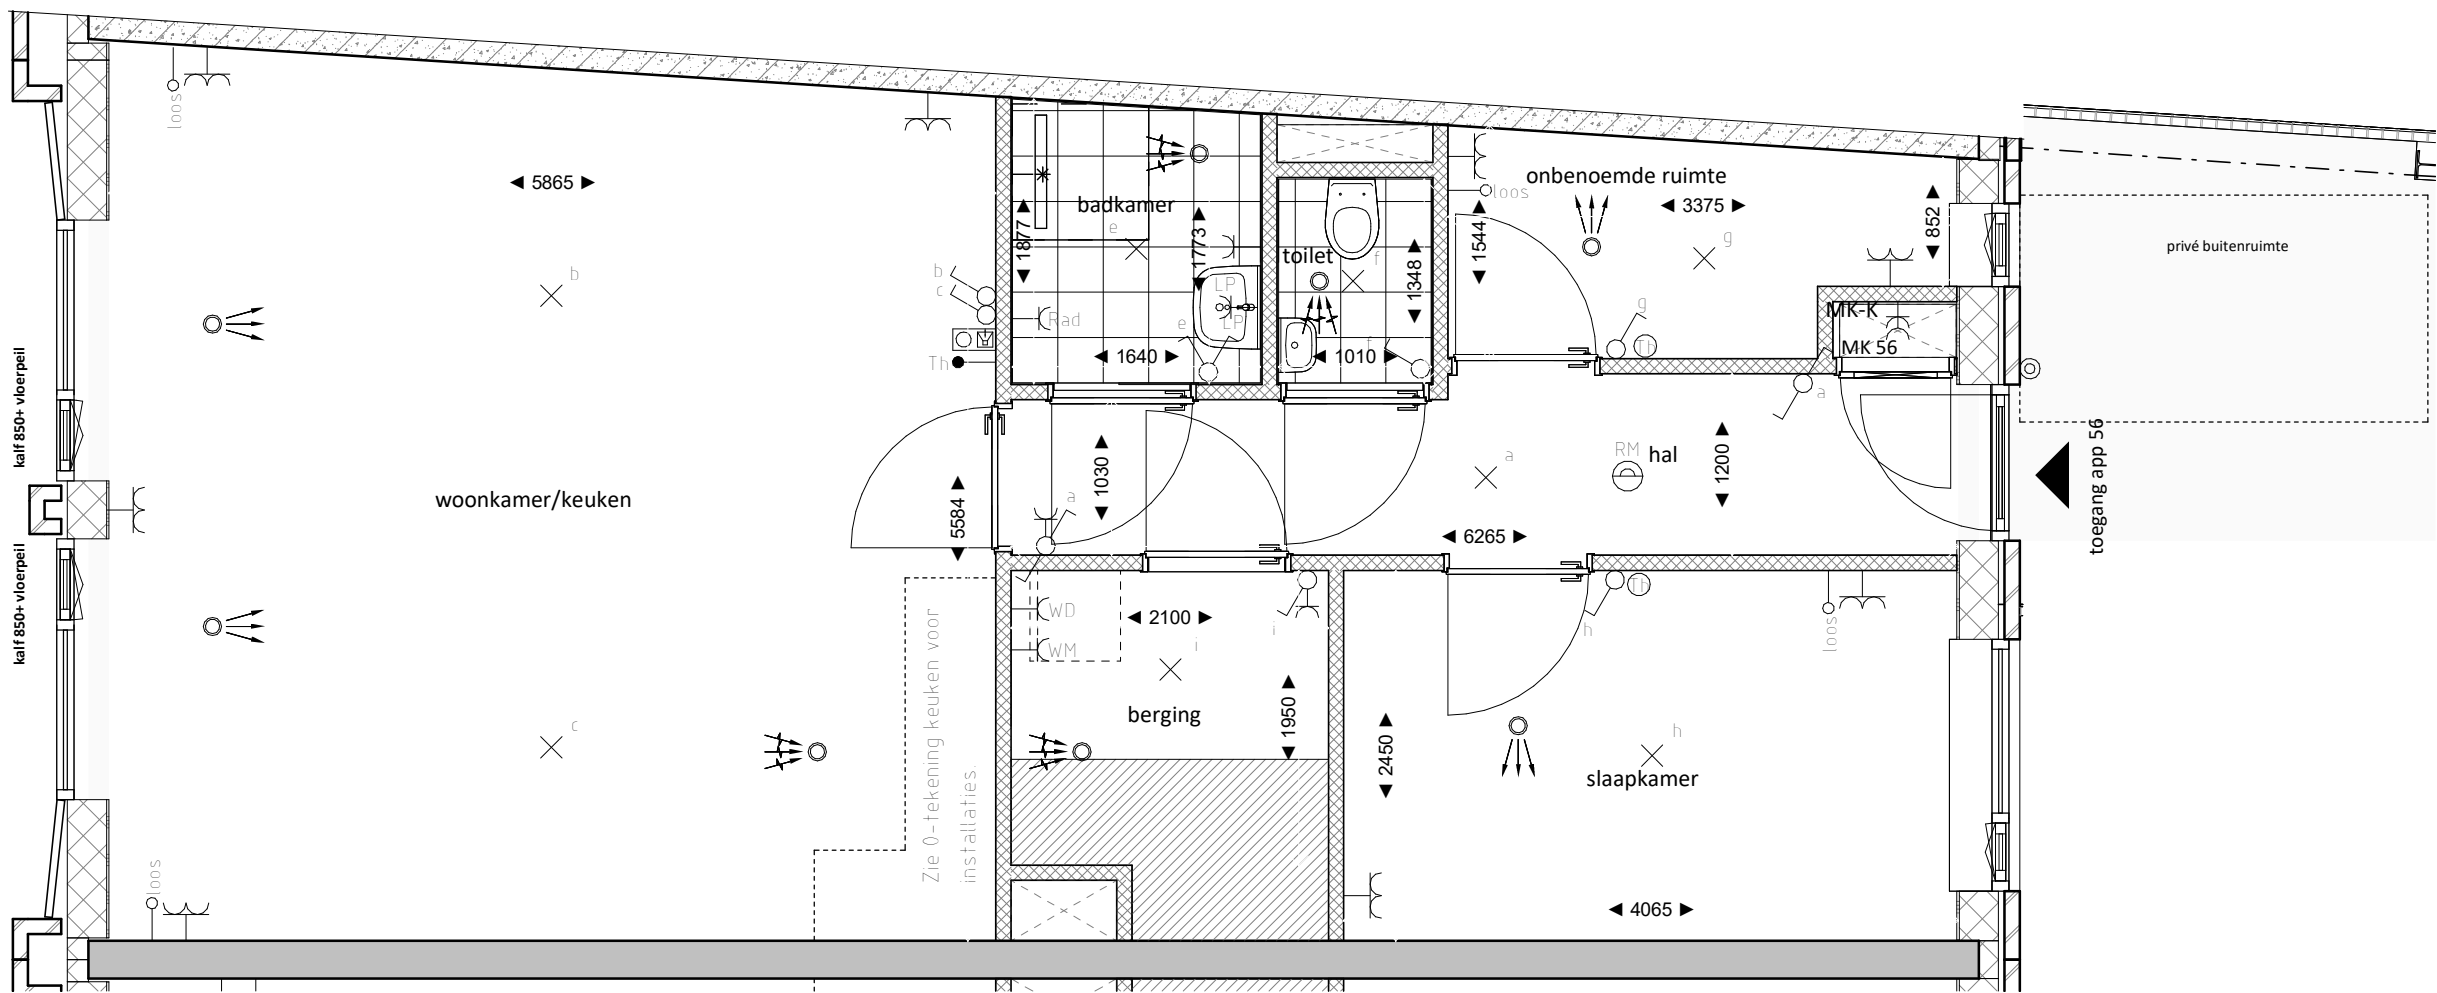 loos
◄ 5865 ►
b
c
b
c
Th
kalf 850+ vloerpeil
kalf 850+ vloerpeil
woonkamer/keuken
◄ 5584 ►
Zie 0-tekening keuken voor
installaties.
loos
badkamer
e
◄ 1877 ►
◄ 1773 ►
Rad
LP
LP
e
◄ 1640 ►
toilet
f
◄ 1348 ►
f
◄ 1010 ►
loos
◄ 1544 ►
onbenoemde ruimte
◄ 3375 ►
g
◄ 852 ►
g
Th
MK-K
MK 56
a
privé buitenruimte
toegang app 56
◄ 1030 ►
a
a
RM
hal
◄ 1200 ►
◄ 6265 ►
WD
WM
◄ 2100 ►
i
i
◄ 1950 ►
berging
h
Th
loos
◄ 2450 ►
h
slaapkamer
◄ 4065 ►